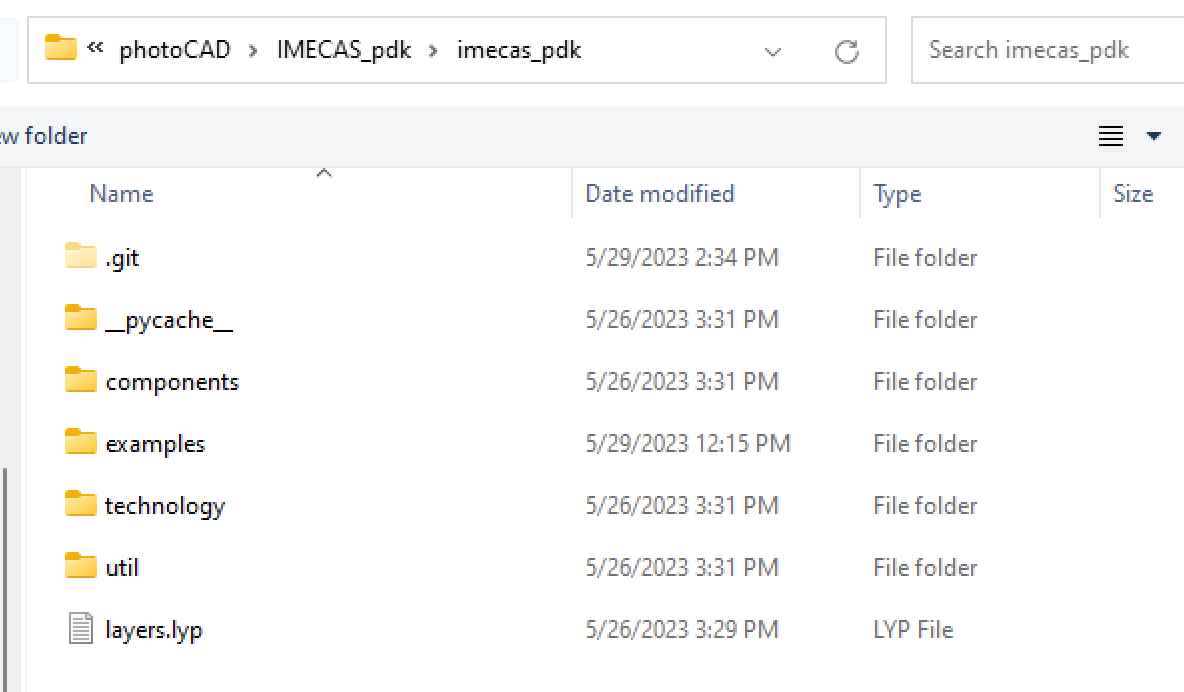 « photoCAD > IMECAS_pdk > imecas_pdk Search imecas_pdk
ew folder
Name Date modified Type Size
.git 5/29/2023 2:34 PM File folder
__pycache__ 5/26/2023 3:31 PM File folder
components 5/26/2023 3:31 PM File folder
examples 5/29/2023 12:15 PM File folder
technology 5/26/2023 3:31 PM File folder
util 5/26/2023 3:31 PM File folder
layers.lyp 5/26/2023 3:29 PM LYP File